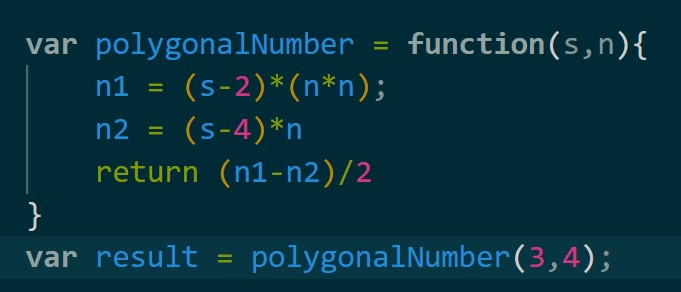 var polygonalNumber = function(s,n){
    n1 = (s-2)*(n*n);
    n2 = (s-4)*n
    return (n1-n2)/2
}
var result = polygonalNumber(3,4);